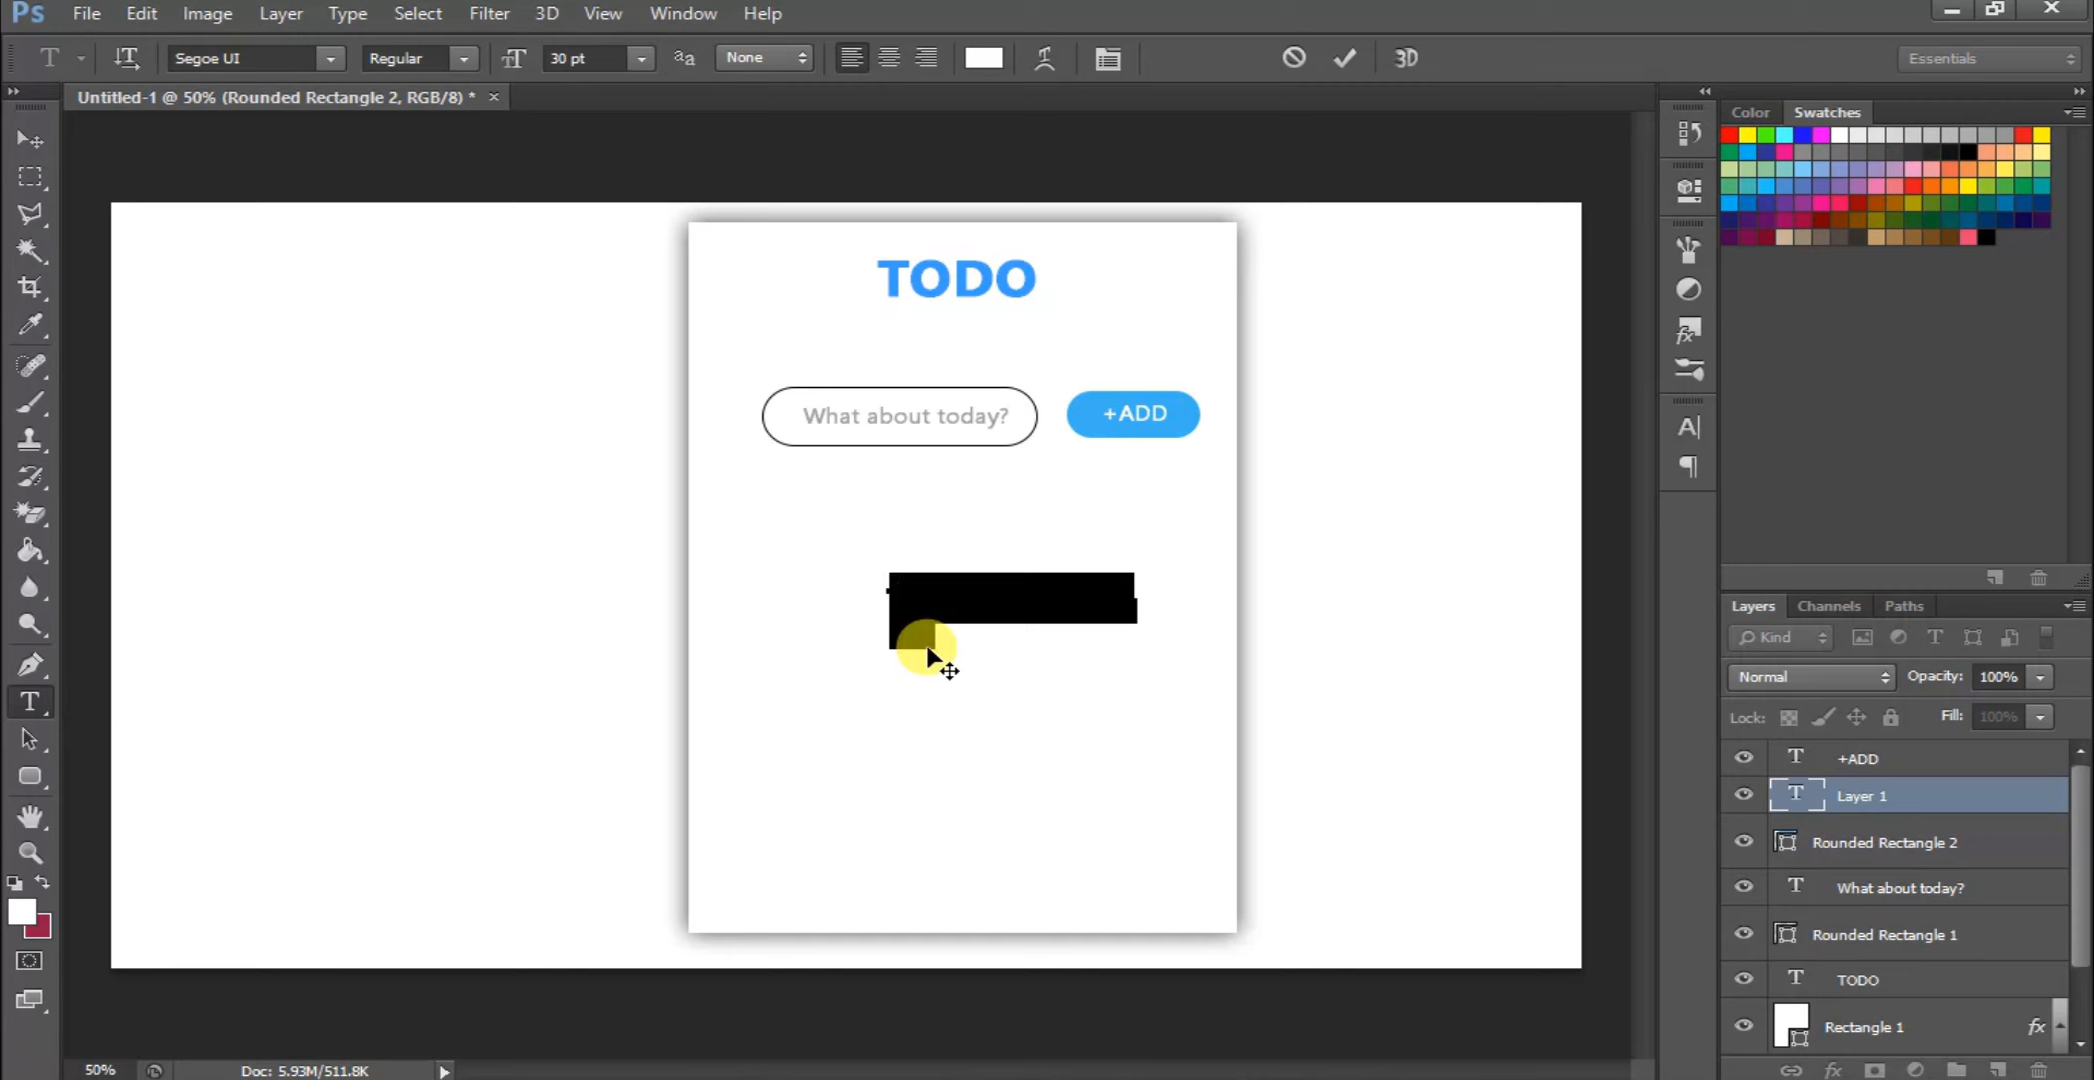 Ps File Edit Image Layer Type Select Filter 3D View Window Help
T Segoe UI Regular 30 pt None 3D Essentials
Untitled-1 @ 50% (Rounded Rectangle 2, RGB/8) *
Color Swatches
TODO
What about today? +ADD
Layers Channels Paths
Kind
Normal Opacity: 100%
Lock: Fill: 100%
+ADD
Layer 1
Rounded Rectangle 2
What about today?
Rounded Rectangle 1
TODO
Rectangle 1 fx
50% Doc: 5.93M/511.8K